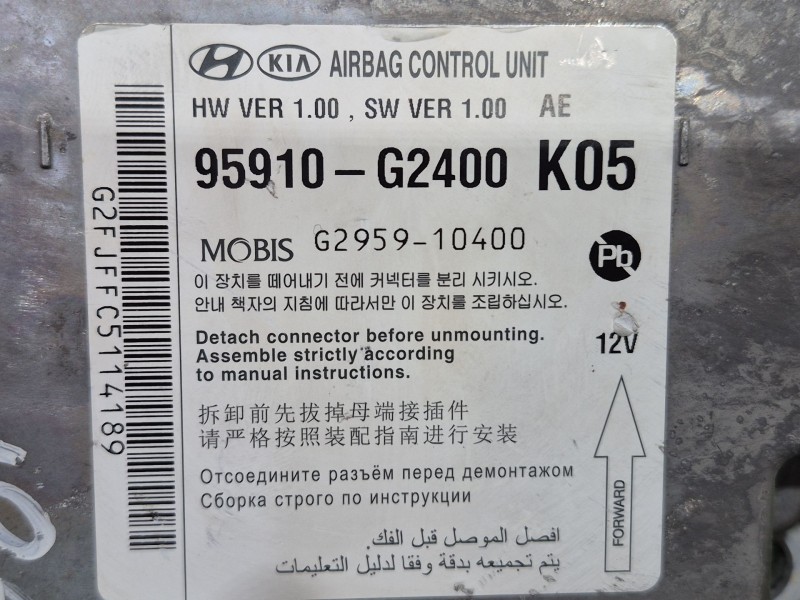 HYUNDAI KIA AIRBAG CONTROL UNIT
HW VER 1.00 , SW VER 1.00 AE
95910-G2400 K05
MOBIS G2959-10400
Pb
이 장치를 떼어내기 전에 커넥터를 분리 시키시오.
안내 책자의 지침에 따라서만 이 장치를 조립하십시오.
Detach connector before unmounting.
Assemble strictly according
to manual instructions.
12V
拆卸前先拔掉母端接插件
请严格按照装配指南进行安装
Отсоедините разъём перед демонтажом
Сборка строго по инструкции
افصل الموصل قبل الفك.
يتم تجميعه بدقة وفقا لدليل التعليمات
FORWARD
G2FJFFC5114189